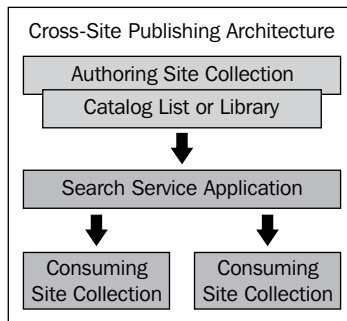 Cross-Site Publishing Architecture
Authoring Site Collection
Catalog List or Library
Search Service Application
Consuming
Site Collection
Consuming
Site Collection